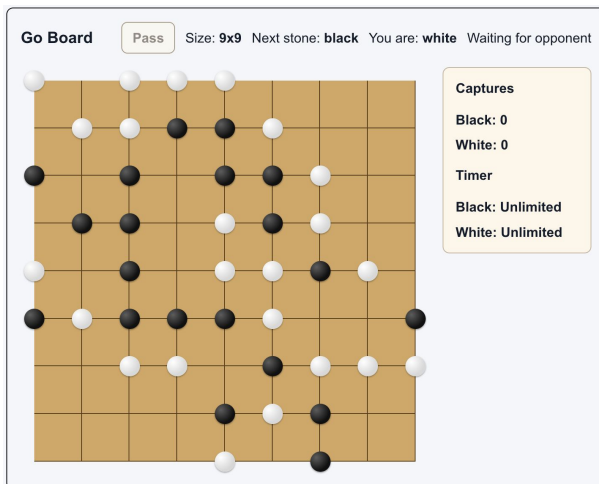 Go Board Pass Size: 9x9 Next stone: black You are: white Waiting for opponent
Captures
Black: 0
White: 0
Timer
Black: Unlimited
White: Unlimited